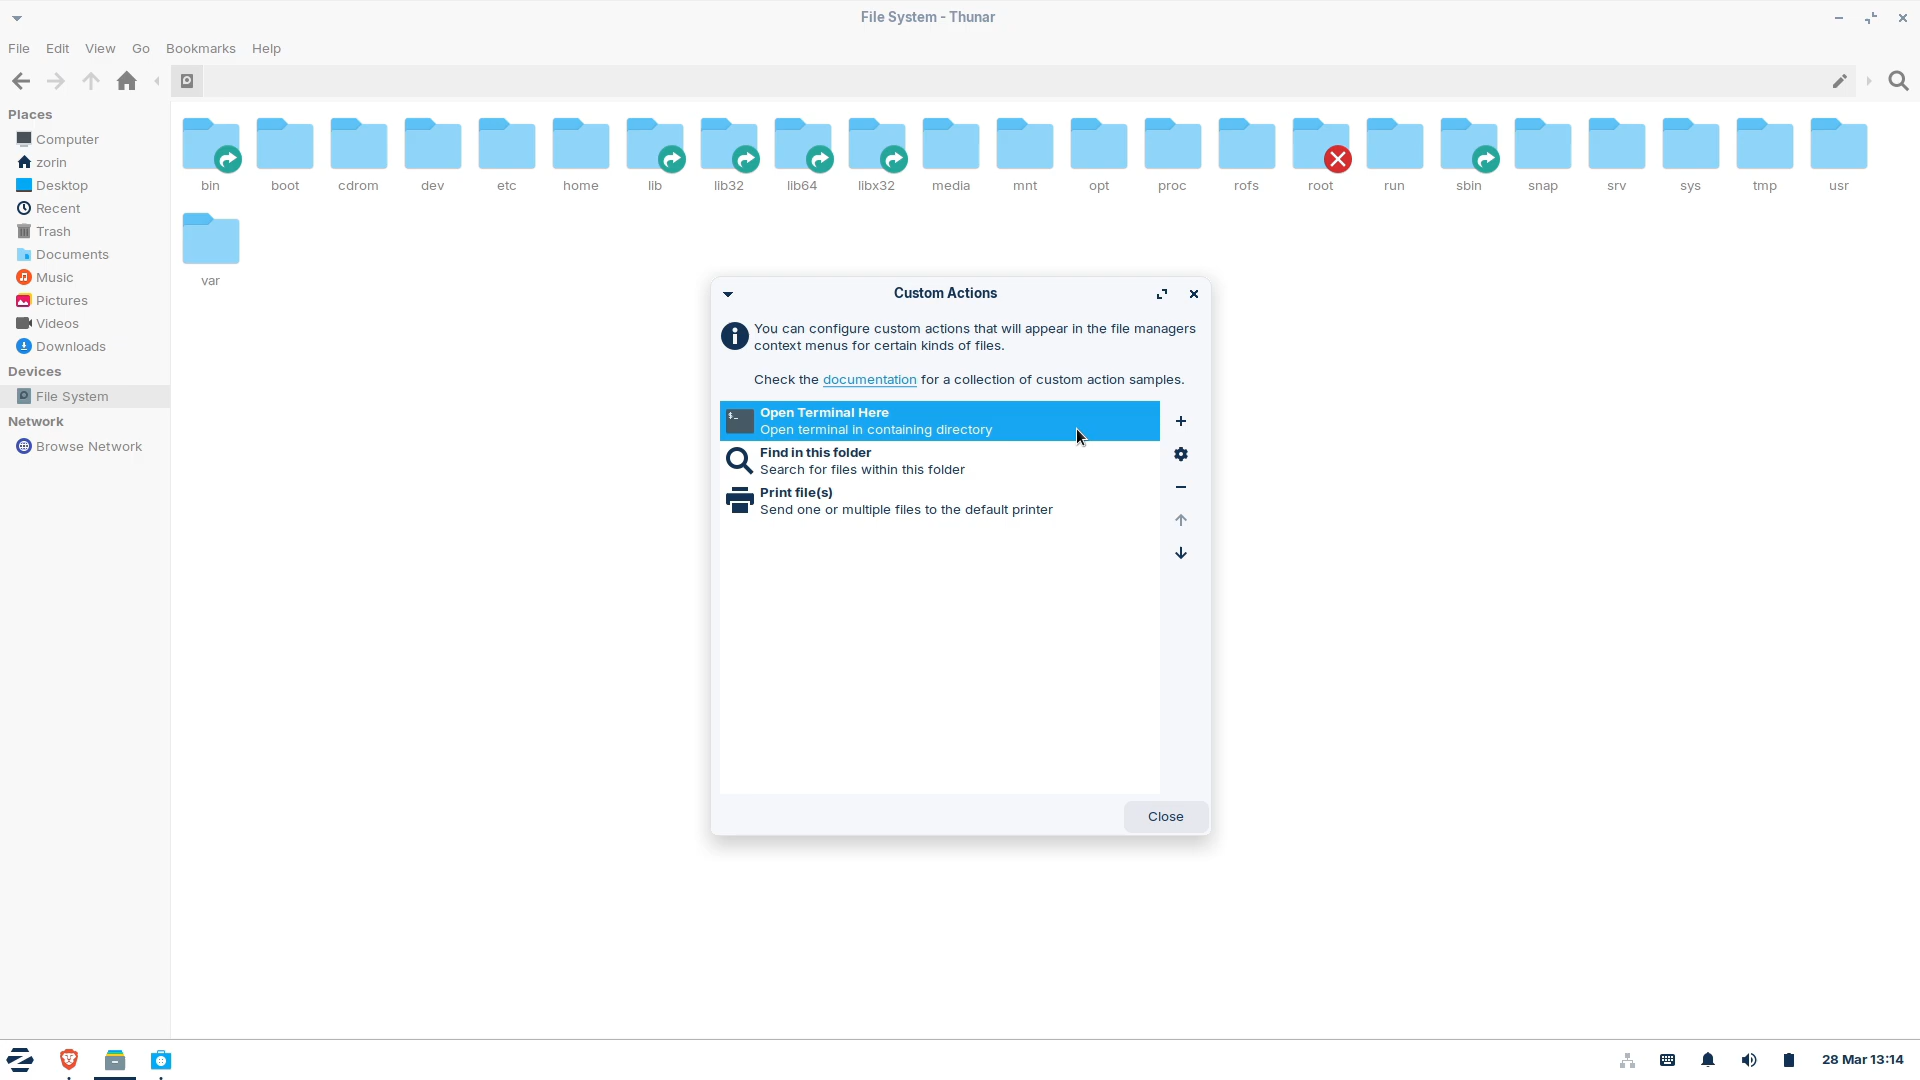 File System - Thunar
File Edit View Go Bookmarks Help
Places
Computer
zorin
Desktop
Recent
Trash
Documents
Music
Pictures
Videos
Downloads
Devices
File System
Network
Browse Network
bin boot cdrom dev etc home lib lib32 lib64 libx32 media mnt opt proc rofs root run sbin snap srv sys tmp usr
var
Custom Actions
You can configure custom actions that will appear in the file managers
context menus for certain kinds of files.
Check the documentation for a collection of custom action samples.
$_
Open Terminal Here
Open terminal in containing directory
Find in this folder
Search for files within this folder
Print file(s)
Send one or multiple files to the default printer
Close
28 Mar 13:14